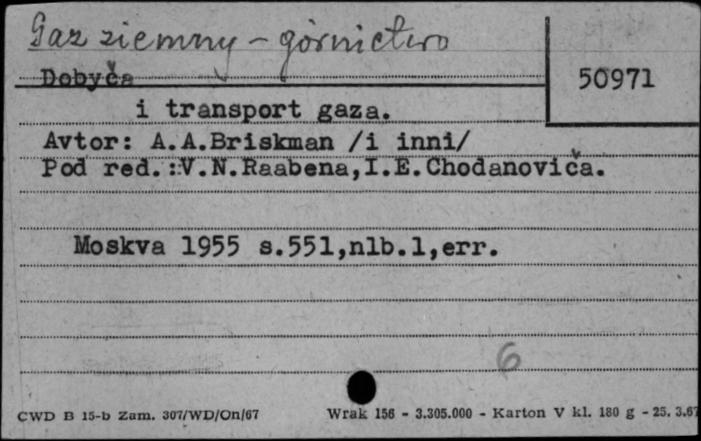 Gaz ziemny - górnictwo
50971
Dobyča
i transport gaza.
Avtor: A.A.Briskman /i inni/
Pod red.:V.N.Raabena,I.E.Chodanoviča.
Moskva 1955 s.551,nlb.1,err.
6
CWD B 15-b Zam. 307/WD/On/67 Wrak 156 - 3.305.000 - Karton V kl. 180 g - 25. 3.67